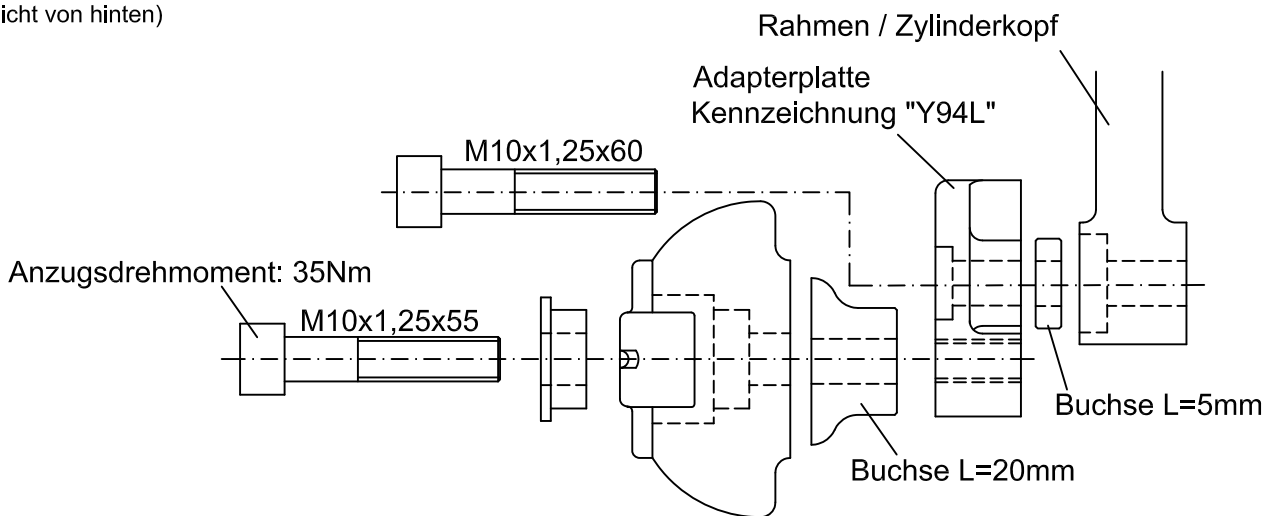 icht von hinten)
Rahmen / Zylinderkopf
Adapterplatte
Kennzeichnung "Y94L"
M10x1,25x60
Anzugsdrehmoment: 35Nm
M10x1,25x55
Buchse L=5mm
Buchse L=20mm